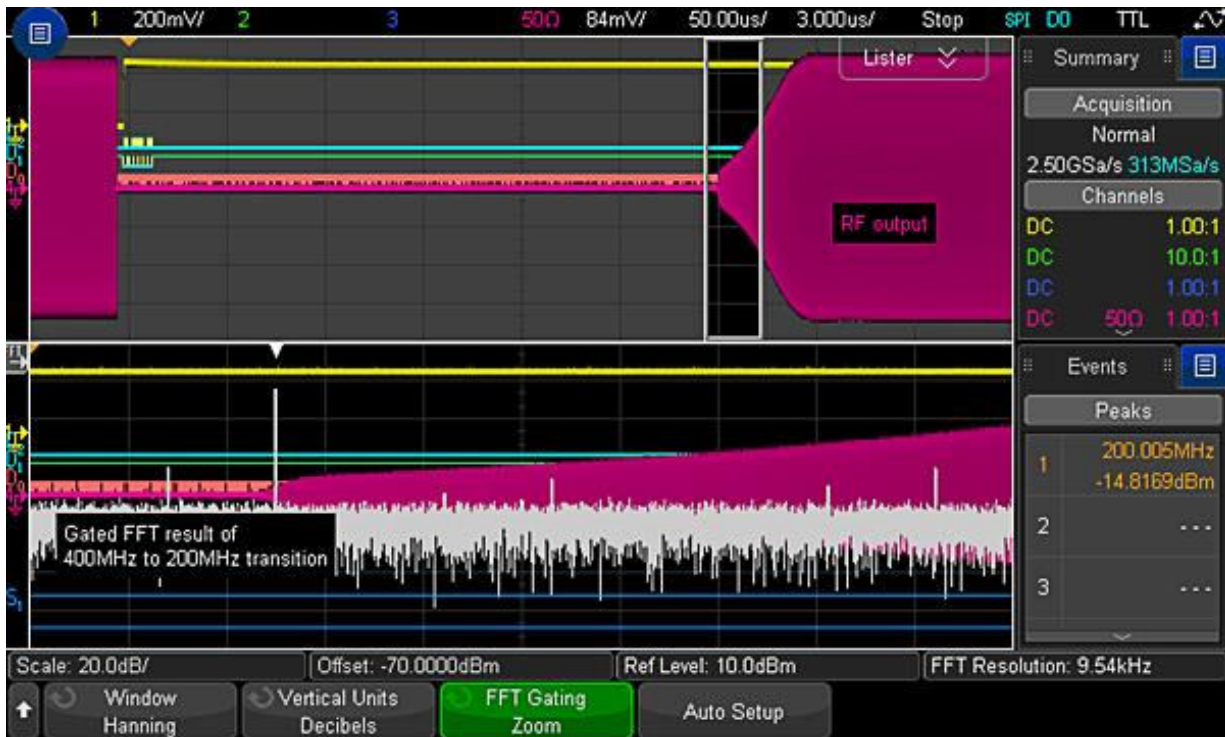 1 200mV/ 2 3 50Ω 84mV/ 50.00us/ 3.000us/ Stop SPI D0 TTL
Lister
Summary
Acquisition
Normal
2.50GSa/s 313MSa/s
Channels
DC 1.00:1
DC 10.0:1
DC 1.00:1
DC 50Ω 1.00:1
RF output
Events
Peaks
1 200.005MHz
-14.8169dBm
2 ---
3 ---
Gated FFT result of
400MHz to 200MHz transition
S1
Scale: 20.0dB/ Offset: -70.0000dBm Ref Level: 10.0dBm FFT Resolution: 9.54kHz
Window
Hanning
Vertical Units
Decibels
FFT Gating
Zoom
Auto Setup